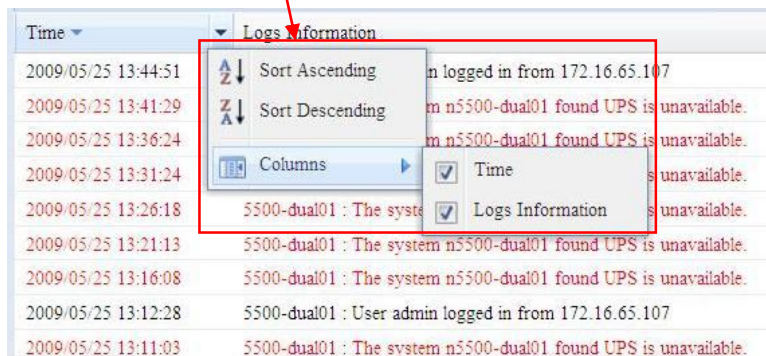 Time Logs Information
2009/05/25 13:44:51 Sort Ascending n logged in from 172.16.65.107
2009/05/25 13:41:29 Sort Descending m n5500-dual01 found UPS is unavailable.
2009/05/25 13:36:24 m n5500-dual01 found UPS is unavailable.
2009/05/25 13:31:24 Columns Time s unavailable.
2009/05/25 13:26:18 5500-dual01 : The syste Logs Information s unavailable.
2009/05/25 13:21:13 5500-dual01 : The system n5500-dual01 found UPS is unavailable.
2009/05/25 13:16:08 5500-dual01 : The system n5500-dual01 found UPS is unavailable.
2009/05/25 13:12:28 5500-dual01 : User admin logged in from 172.16.65.107
2009/05/25 13:11:03 5500-dual01 : The system n5500-dual01 found UPS is unavailable.